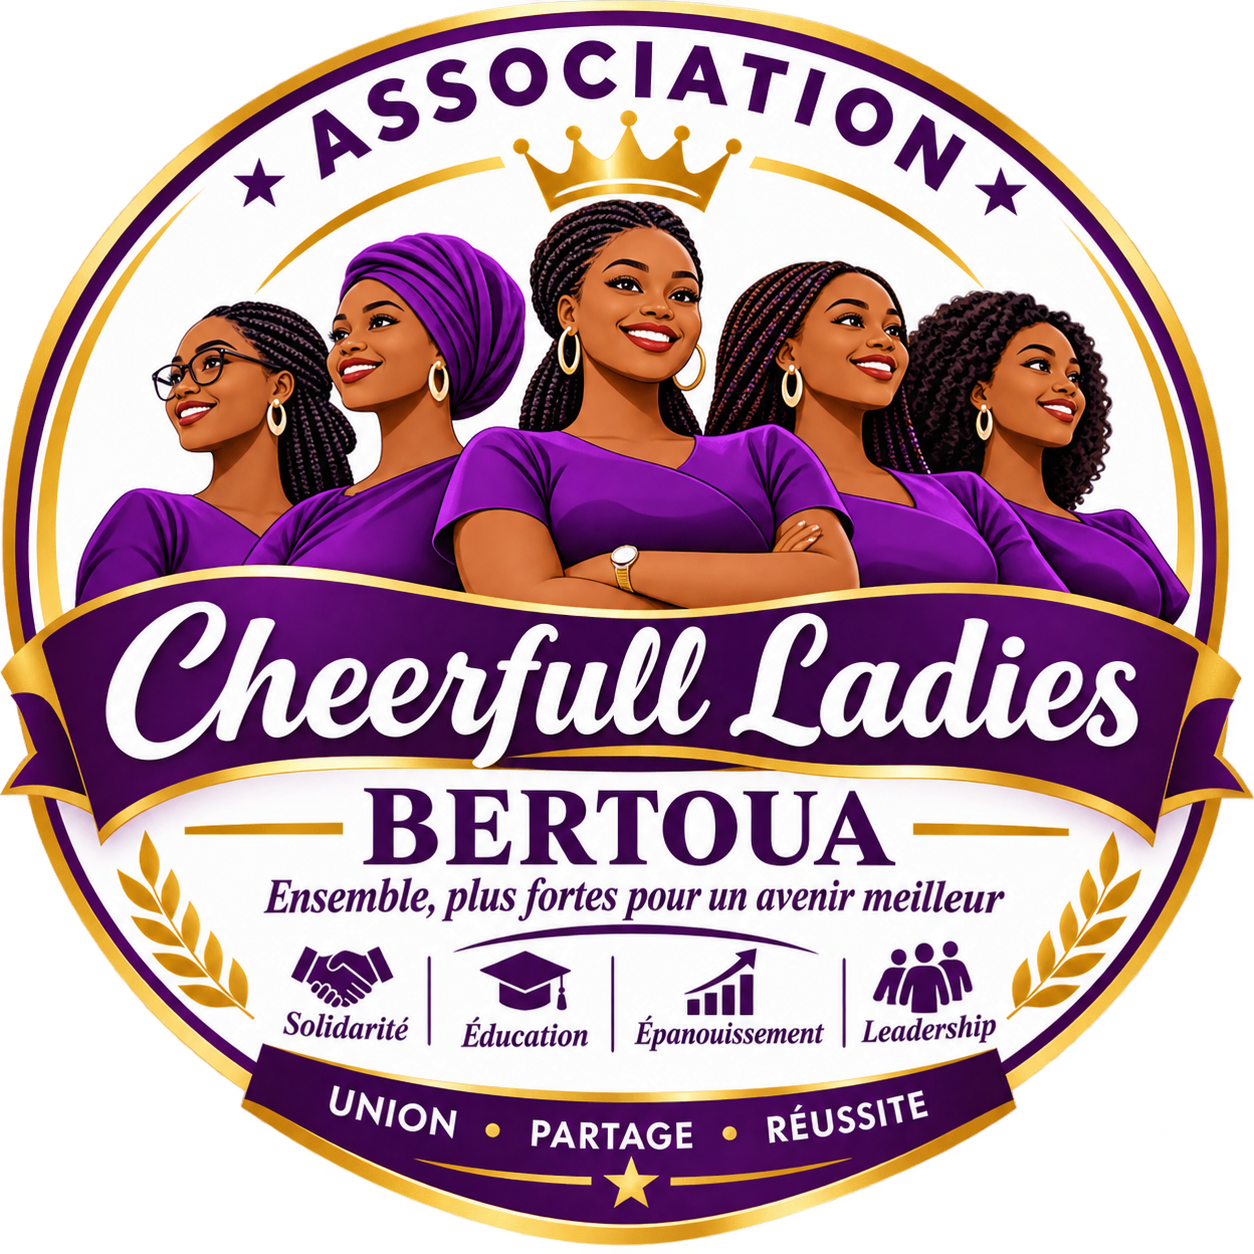 ASSOCIATION
Cheerfull Ladies
BERTOUA
Ensemble, plus fortes pour un avenir meilleur
Solidarité
Éducation
Épanouissement
Leadership
UNION • PARTAGE • RÉUSSITE